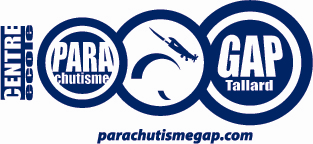 CENTRE
école
PARA
chutisme
GAP
Tallard
parachutismegap.com